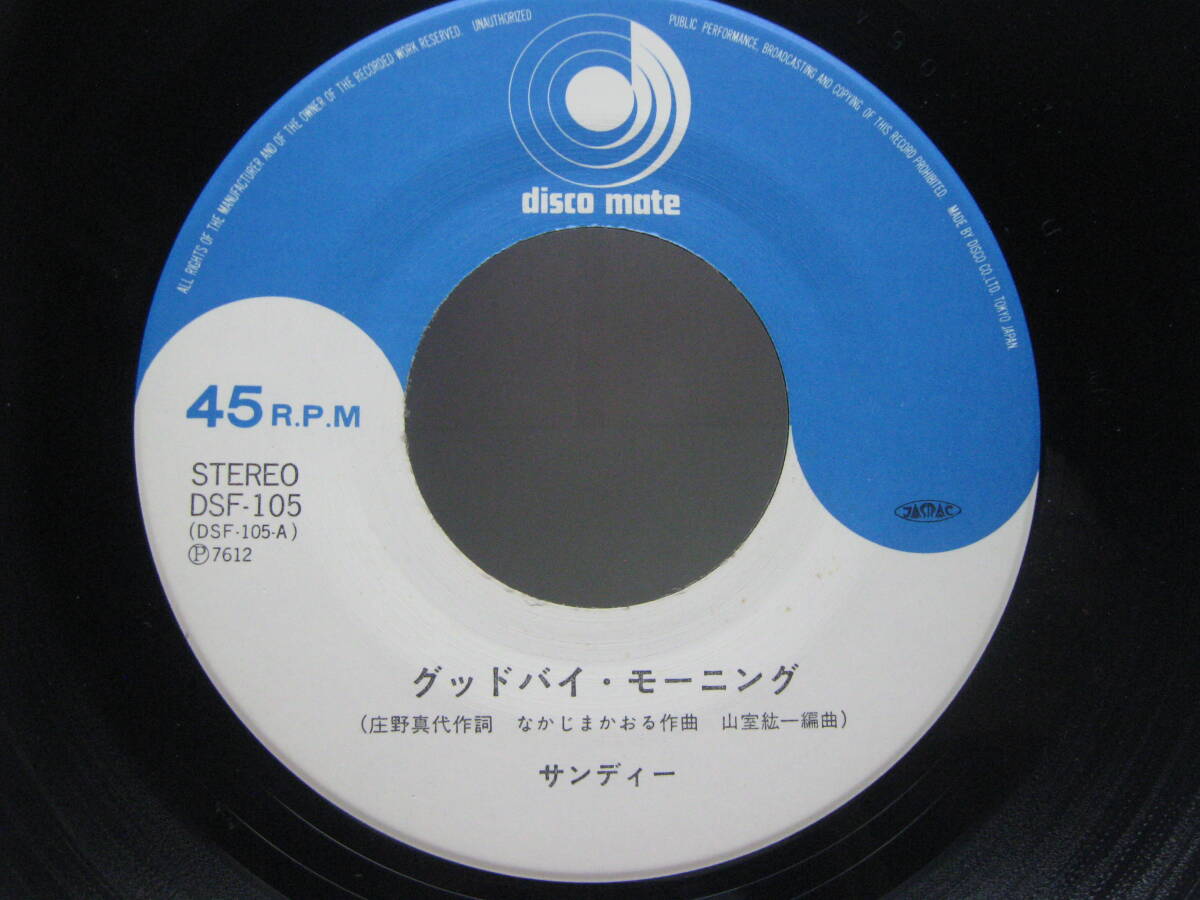 ALL RIGHTS OF THE MANUFACTURER AND OF THE OWNER OF THE RECORDED WORK RESERVED. UNAUTHORIZED PUBLIC PERFORMANCE, BROADCASTING AND COPYING OF THIS RECORD PROHIBITED MADE BY DISCO CO., LTD. TOKYO JAPAN
disco mate
45 R.P.M
STEREO
DSF-105
(DSF-105-A)
Ⓟ7612
JASRAC
グッドバイ・モーニング
(庄野真代作詞 なかじまかおる作曲 山室紘一編曲)
サンディー